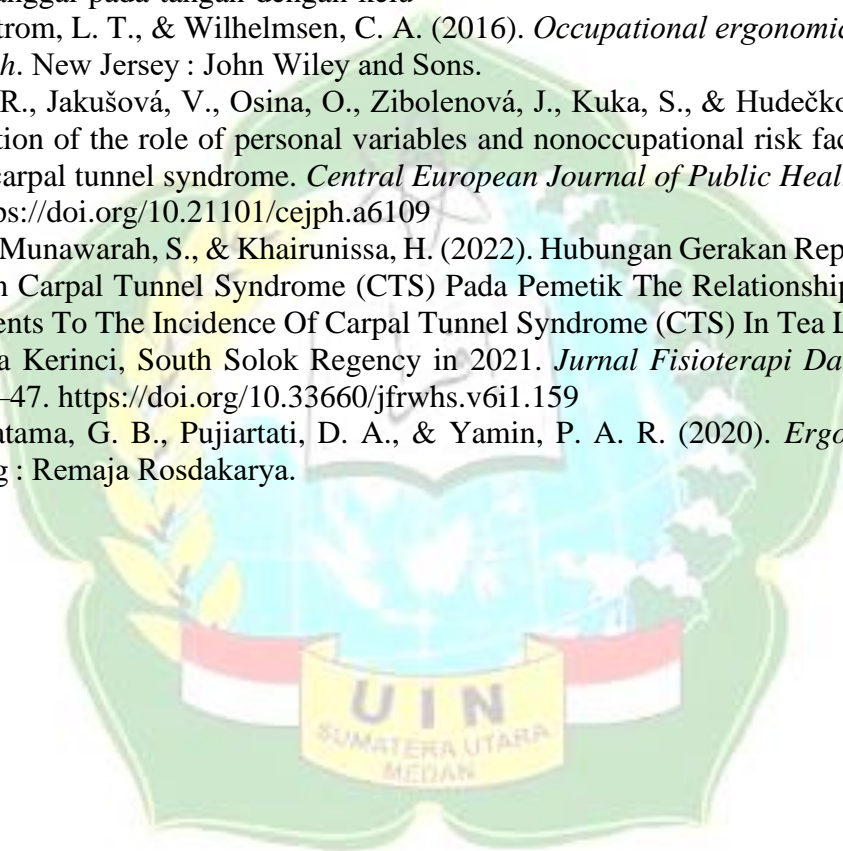 anggar pada tangan dengan
trom, L. T., & Wilhelmsen, C. A. (2016). Occupational ergonomic
h. New Jersey : John Wiley and Sons.
R., Jakušová, V., Osina, O., Zibolenová, J., Kuka, S., & Hudečko
tion of the role of personal variables and nonoccupational risk fac
carpal tunnel syndrome. Central European Journal of Public Heal
ps://doi.org/10.21101/cejph.a6109
Munawarah, S., & Khairunissa, H. (2022). Hubungan Gerakan Rep
n Carpal Tunnel Syndrome (CTS) Pada Pemetik The Relationship
ents To The Incidence Of Carpal Tunnel Syndrome (CTS) In Tea L
a Kerinci, South Solok Regency in 2021. Jurnal Fisioterapi Da
–47. https://doi.org/10.33660/jfrwhs.v6i1.159
atama, G. B., Pujiartati, D. A., & Yamin, P. A. R. (2020). Ergo
g : Remaja Rosdakarya.
UIN
SUMATERA UTARA
MEDAN